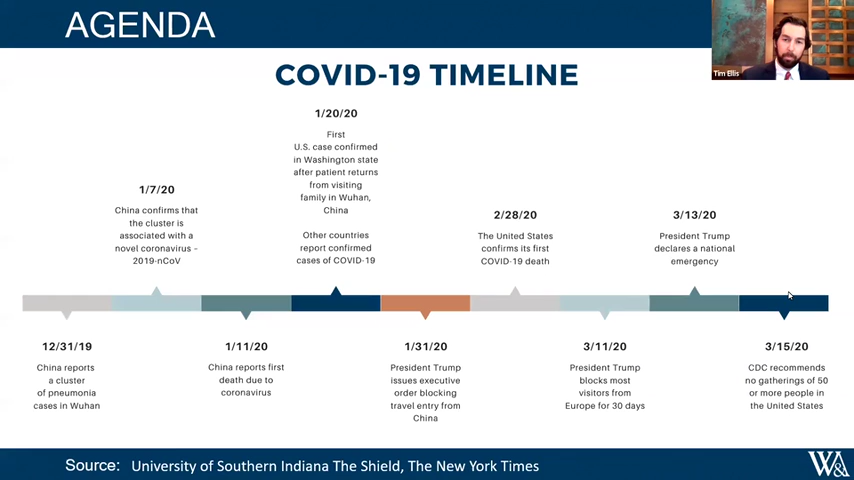 AGENDA
Tim Ellis
COVID-19 TIMELINE
1/20/20
First
U.S. case confirmed
in Washington state
after patient returns
from visiting
family in Wuhan,
China
Other countries
report confirmed
cases of COVID-19
1/7/20
China confirms that
the cluster is
associated with a
novel coronavirus –
2019-nCoV
2/28/20
The United States
confirms its first
COVID-19 death
3/13/20
President Trump
declares a national
emergency
12/31/19
China reports
a cluster
of pneumonia
cases in Wuhan
1/11/20
China reports first
death due to
coronavirus
1/31/20
President Trump
issues executive
order blocking
travel entry from
China
3/11/20
President Trump
blocks most
visitors from
Europe for 30 days
3/15/20
CDC recommends
no gatherings of 50
or more people in
the United States
Source: University of Southern Indiana The Shield, The New York Times
WA&